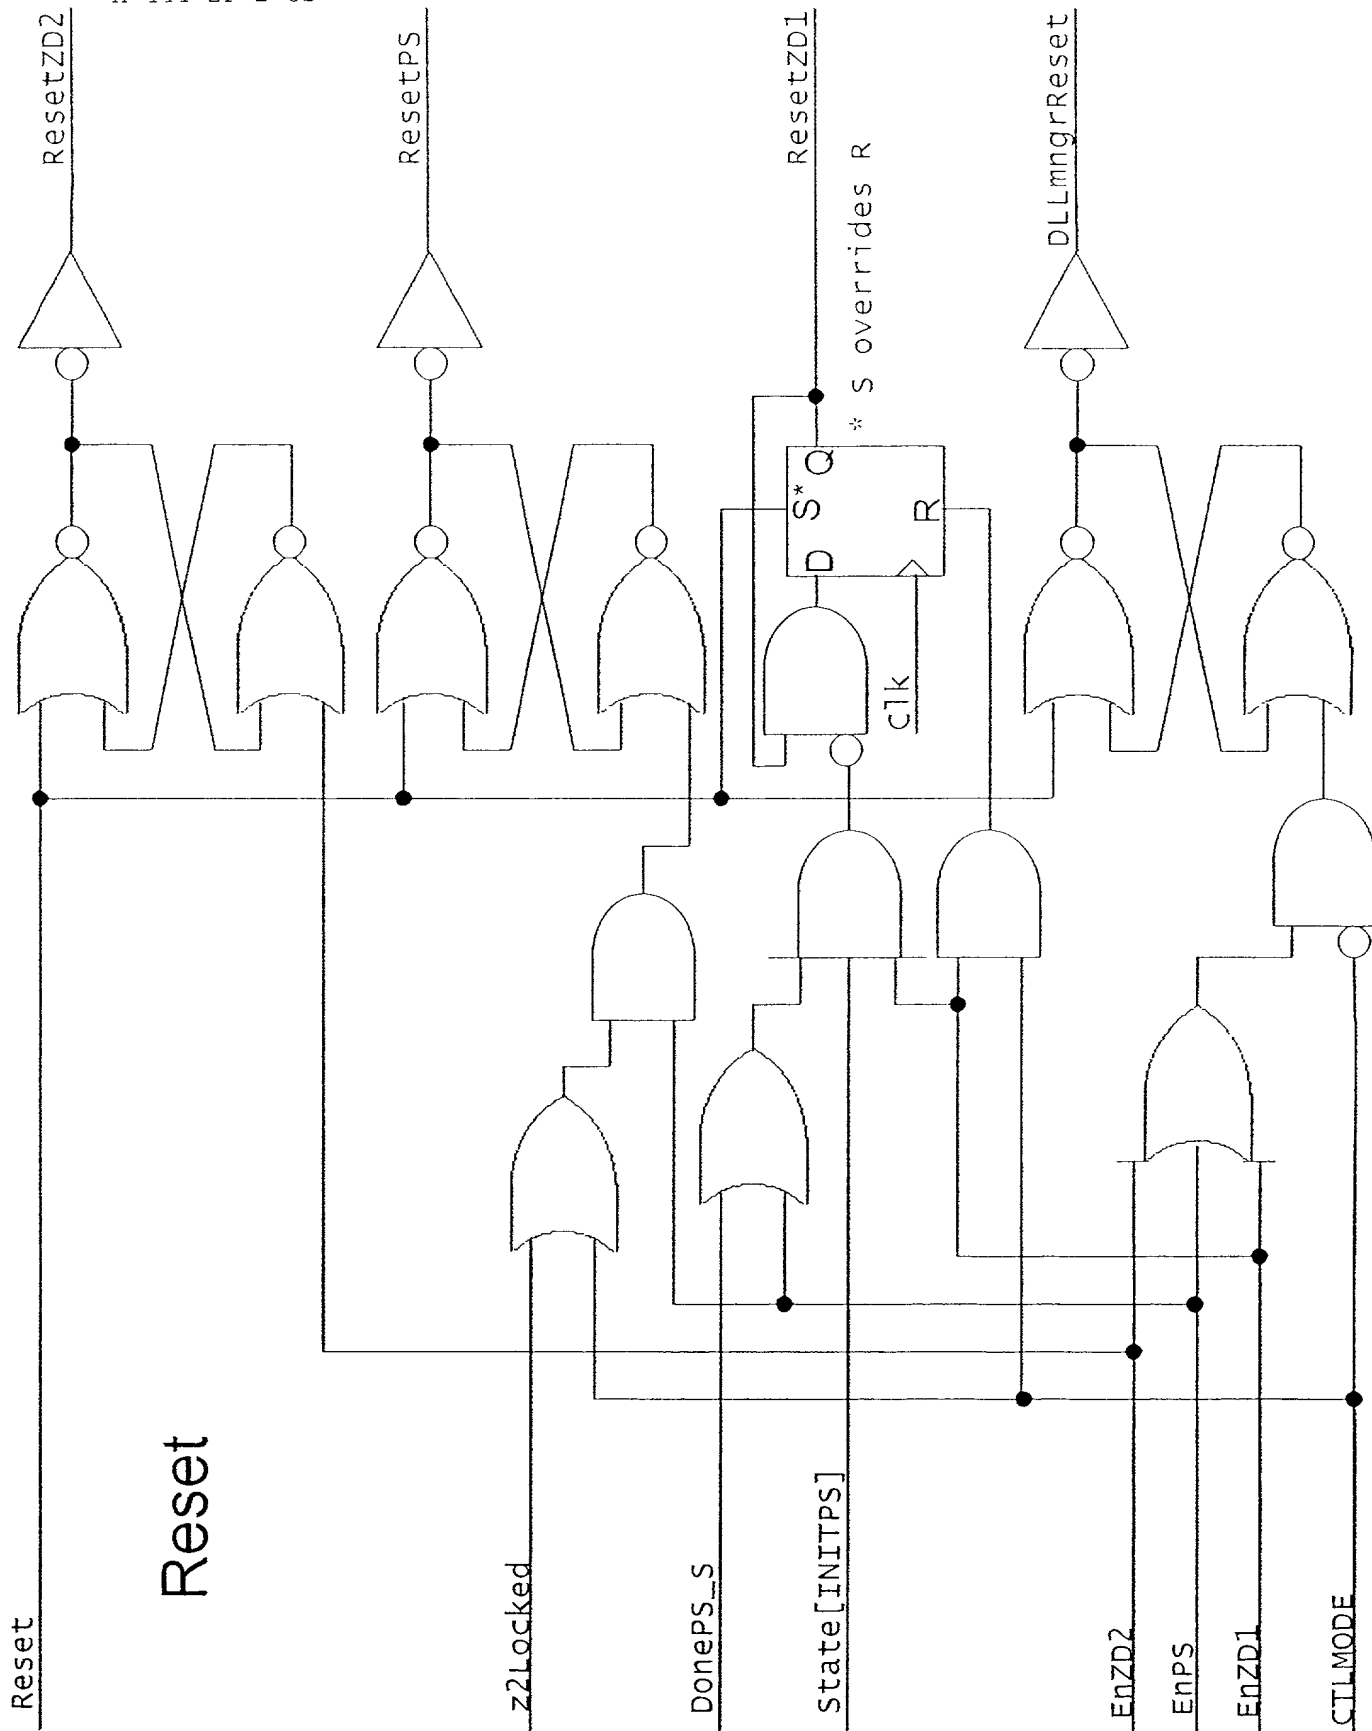 ResetZD2
ResetPS
ResetZD1
DLLmngrReset
* S overrides R
S*
Q
D
R
Clk
Reset
Reset
z2Locked
DonePS_S
State[INITPS]
EnZD2
EnPS
EnZD1
CTLMODE